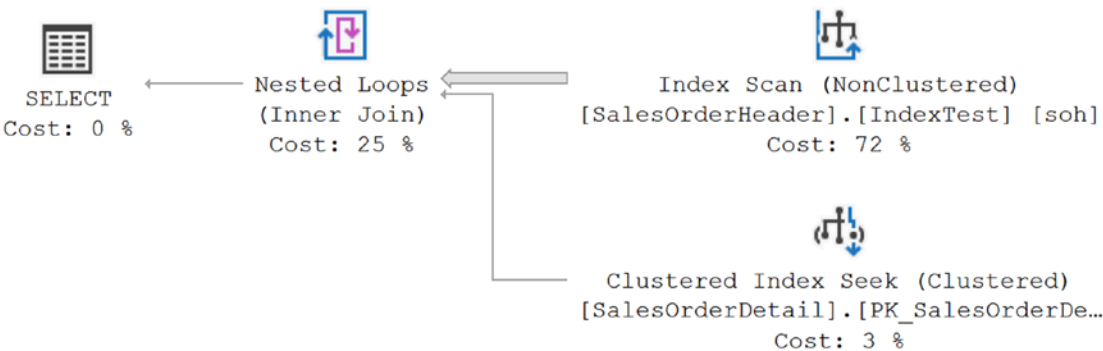 SELECT
Cost: 0 %
Nested Loops
(Inner Join)
Cost: 25 %
Index Scan (NonClustered)
[SalesOrderHeader].[IndexTest] [soh]
Cost: 72 %
Clustered Index Seek (Clustered)
[SalesOrderDetail].[PK_SalesOrderDe…
Cost: 3 %